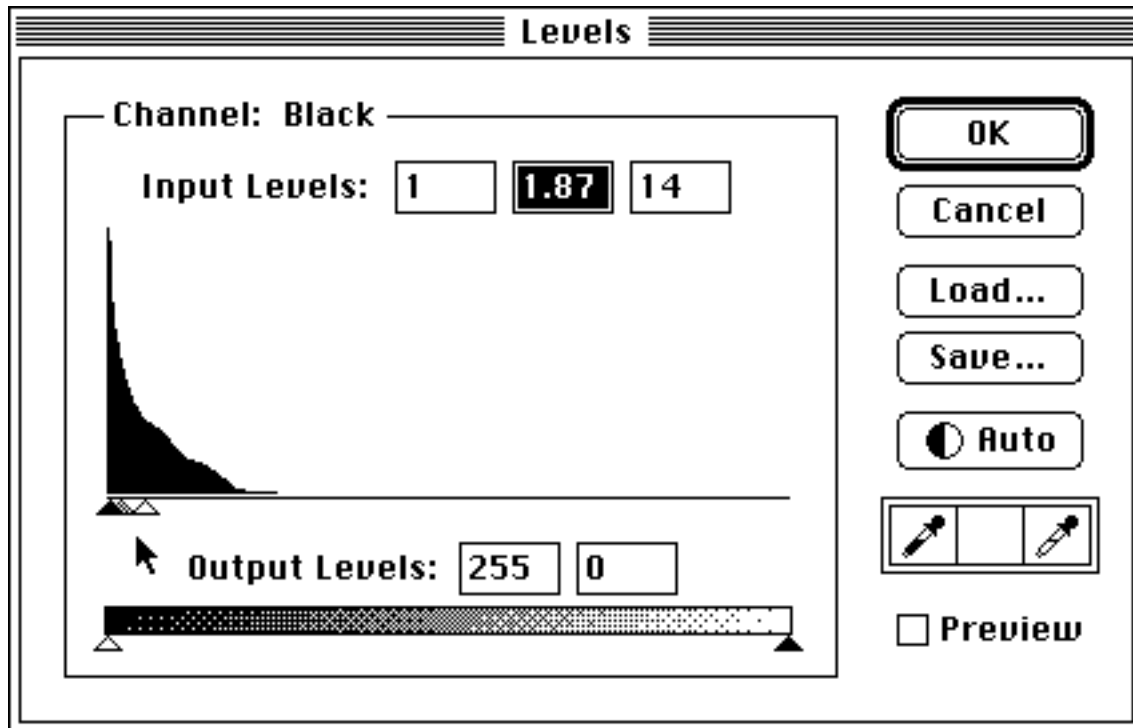 Levels
Channel: Black
Input Levels: 1 1.87 14
Output Levels: 255 0
OK
Cancel
Load...
Save...
Auto
Preview